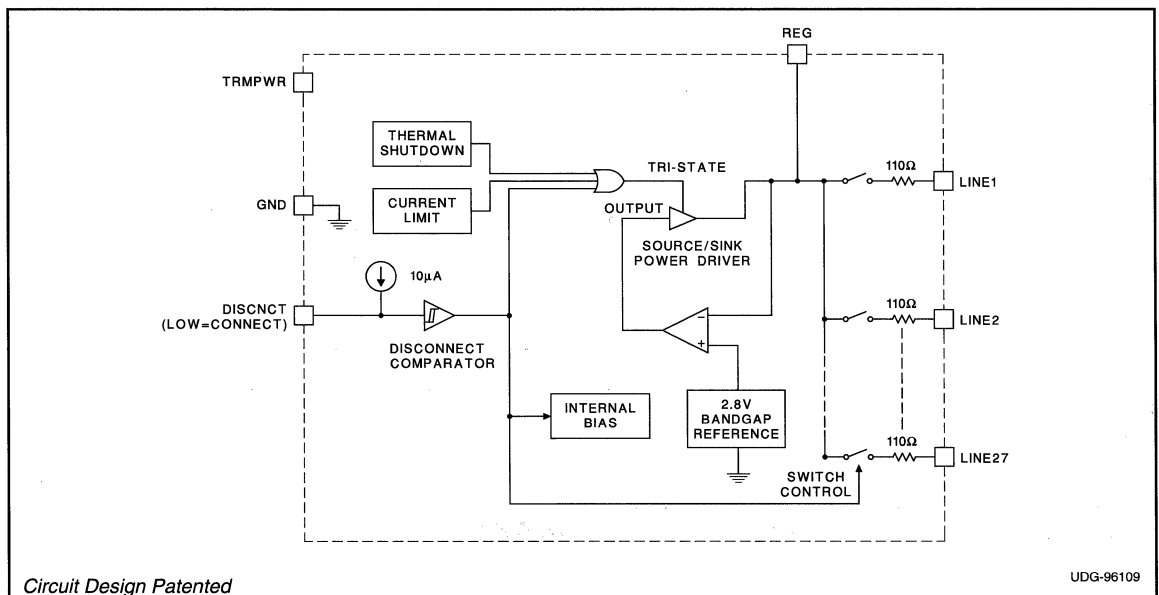 REG
TRMPWR
THERMAL
SHUTDOWN
110Ω
TRI-STATE
LINE1
GND
CURRENT
LIMIT
OUTPUT
SOURCE/SINK
POWER DRIVER
10µA
110Ω
DISCNCT
(LOW=CONNECT)
−
LINE2
+
DISCONNECT
COMPARATOR
INTERNAL
BIAS
2.8V
BANDGAP
REFERENCE
110Ω
LINE27
SWITCH
CONTROL
Circuit Design Patented
UDG-96109